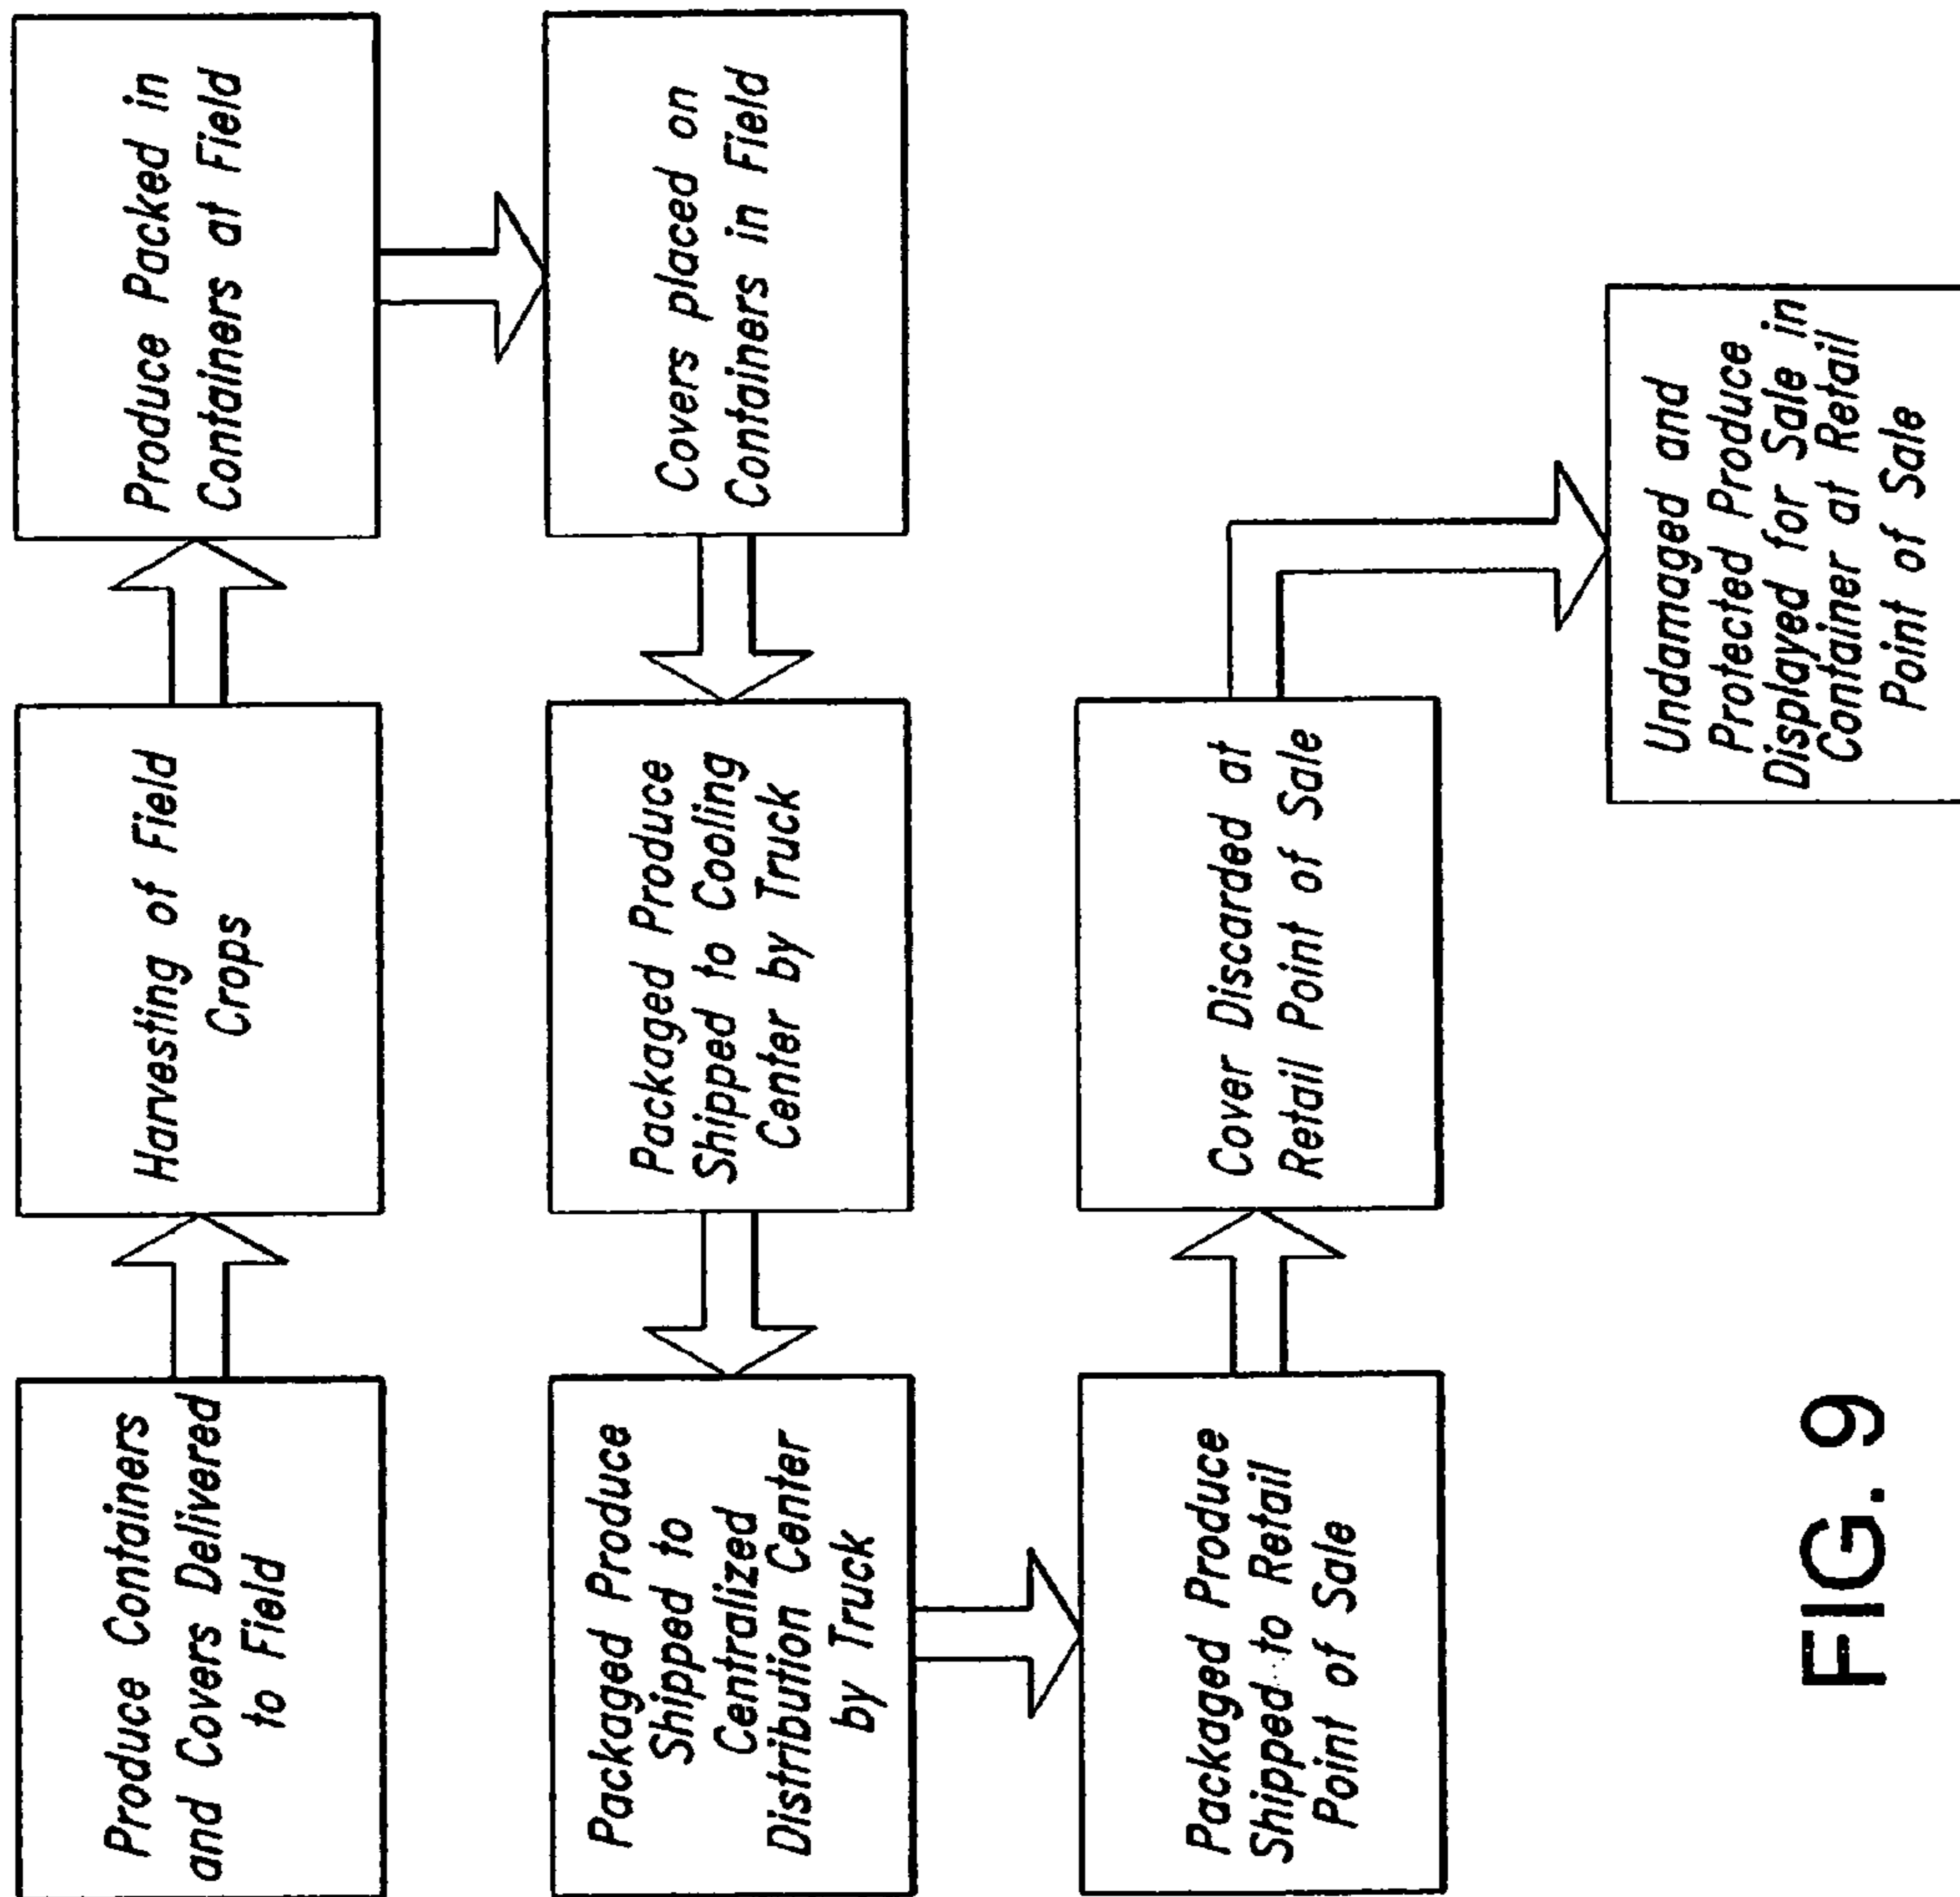 Produce Containers
and Covers Delivered
to Field
Harvesting of Field
Crops
Produce Packed in
Containers at Field
Covers placed on
Containers in Field
Packaged Produce
Shipped to Cooling
Center by Truck
Packaged Produce
Shipped to
Centralized
Distribution Center
by Truck
Packaged Produce
Shipped to Retail
Point of Sale
Cover Discarded at
Retail Point of Sale
Undamaged and
Protected Produce
Displayed for Sale in
Container at Retail
Point of Sale
FIG. 9